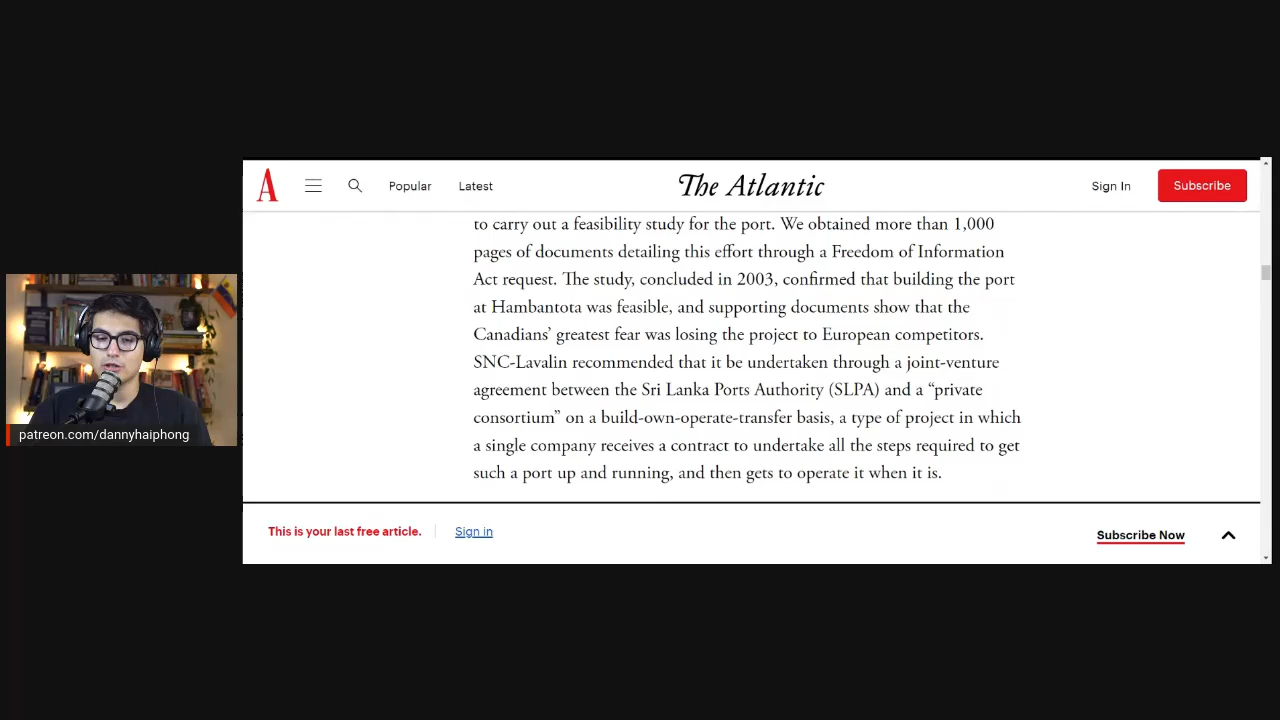 A
Popular
Latest
The Atlantic
Sign In
Subscribe
to carry out a feasibility study for the port. We obtained more than 1,000
pages of documents detailing this effort through a Freedom of Information
Act request. The study, concluded in 2003, confirmed that building the port
at Hambantota was feasible, and supporting documents show that the
Canadians’ greatest fear was losing the project to European competitors.
SNC-Lavalin recommended that it be undertaken through a joint-venture
agreement between the Sri Lanka Ports Authority (SLPA) and a “private
consortium” on a build-own-operate-transfer basis, a type of project in which
a single company receives a contract to undertake all the steps required to get
such a port up and running, and then gets to operate it when it is.
patreon.com/dannyhaiphong
This is your last free article.
Sign in
Subscribe Now